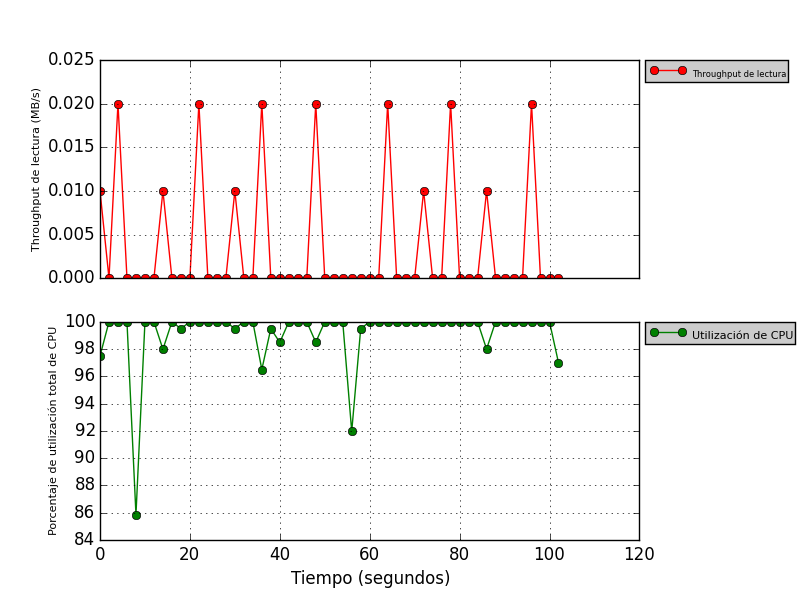 0.025
0.020
0.015
0.010
0.005
0.000
Throughput de lectura (MB/s)
Throughput de lectura
100
98
96
94
92
90
88
86
84
Porcentaje de utilización total de CPU
Utilización de CPU
0 20 40 60 80 100 120
Tiempo (segundos)